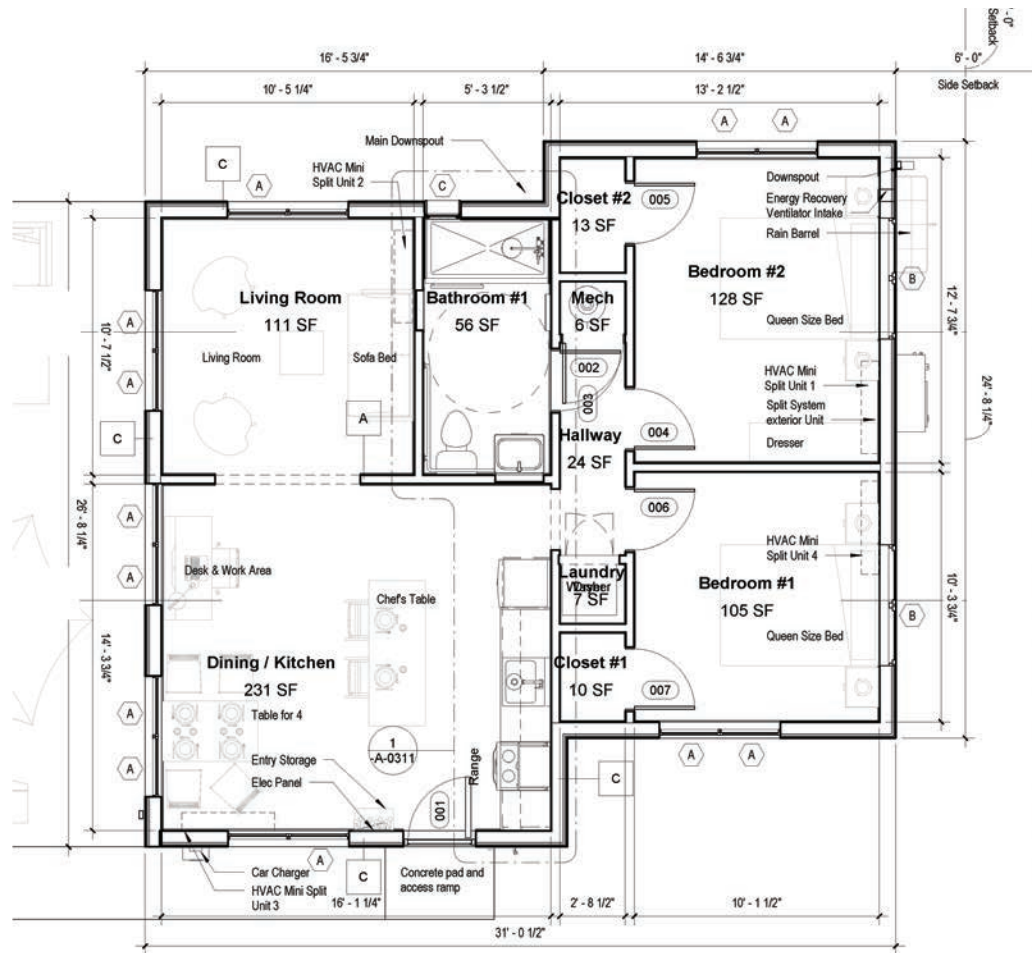 ' - 0"
Setback
16' - 5 3/4"
14' - 6 3/4"
6' - 0"
Side Setback
10' - 5 1/4"
5' - 3 1/2"
13' - 2 1/2"
A
A
Main Downspout
C
HVAC Mini
Split Unit 2
A
C
Downspout
Energy Recovery
Ventilator Intake
Rain Barrel
Closet #2
13 SF
005
Living Room
111 SF
Bathroom #1
56 SF
Mech
6 SF
Bedroom #2
128 SF
Queen Size Bed
B
12' - 7 3/4"
A
10' - 7 1/2"
Living Room
Sofa Bed
A
002
003
HVAC Mini
Split Unit 1
Split System
exterior Unit
24' - 8 1/4"
A
C
Hallway
24 SF
004
Dresser
26' - 8 1/4"
A
006
HVAC Mini
Split Unit 4
A
Desk & Work Area
Chef's Table
Laundry
7 SF
Bedroom #1
105 SF
10' - 3 3/4"
B
Queen Size Bed
14' - 3 3/4"
Dining / Kitchen
231 SF
Closet #1
10 SF
007
A
Table for 4
1
-A-0311
A
A
A
Entry Storage
Elec Panel
Range
C
001
A
C
Car Charger
HVAC Mini Split
Unit 3
Concrete pad and
access ramp
16' - 1 1/4"
2' - 8 1/2"
10' - 1 1/2"
31' - 0 1/2"